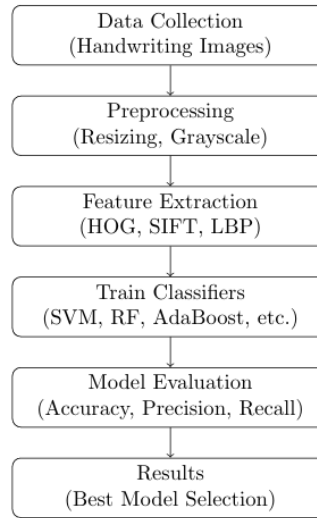 Data Collection
(Handwriting Images)
Preprocessing
(Resizing, Grayscale)
Feature Extraction
(HOG, SIFT, LBP)
Train Classifiers
(SVM, RF, AdaBoost, etc.)
Model Evaluation
(Accuracy, Precision, Recall)
Results
(Best Model Selection)